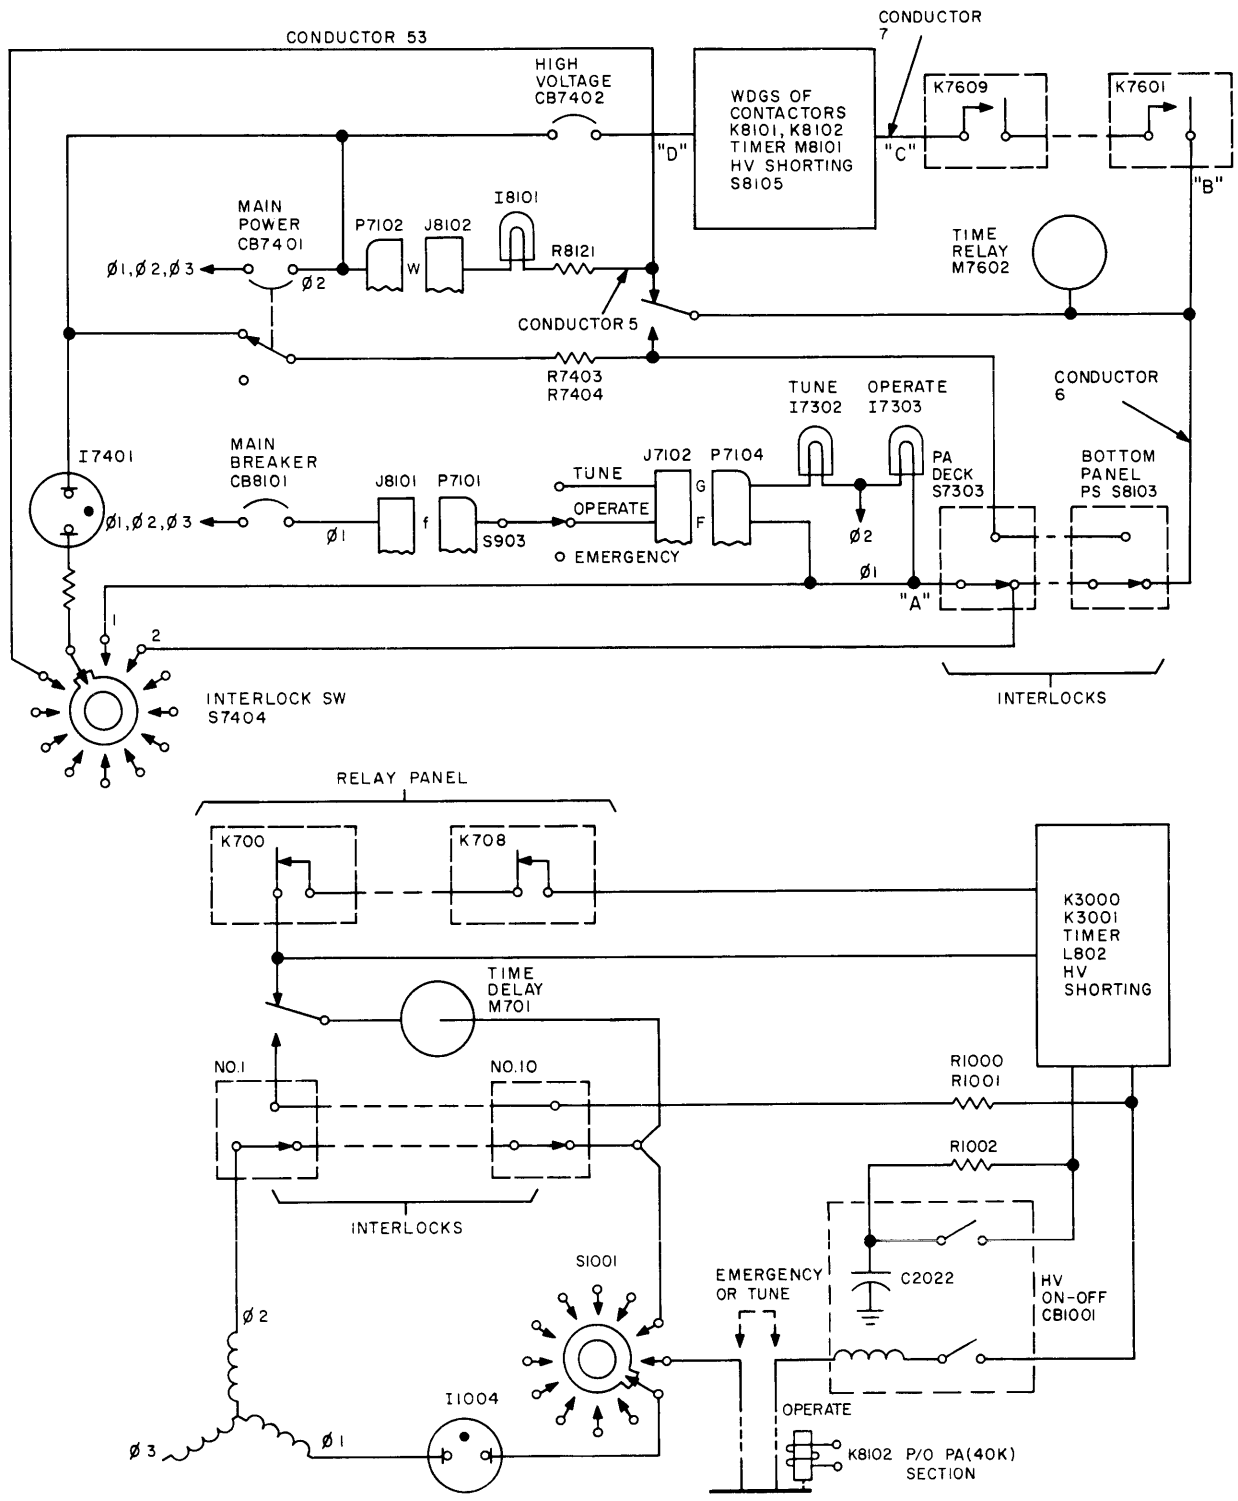 CONDUCTOR
7
CONDUCTOR 53
HIGH
VOLTAGE
CB7402
WDGS OF
CONTACTORS
K8101, K8102
TIMER M8101
HV SHORTING
S8105
K7609
K7601
"D"
"C"
"B"
MAIN
POWER
CB7401
P7102
J8102
I8101
R8121
W
TIME
RELAY
M7602
Ø1, Ø2, Ø3
Ø2
CONDUCTOR 5
R7403
R7404
TUNE
I7302
OPERATE
I7303
CONDUCTOR
6
I7401
MAIN
BREAKER
CB8101
J8101
P7101
TUNE
J7102
P7104
G
F
PA
DECK
S7303
BOTTOM
PANEL
PS S8103
Ø1, Ø2, Ø3
Ø1
f
S903
OPERATE
EMERGENCY
Ø2
Ø1
"A"
1
2
INTERLOCK SW
S7404
INTERLOCKS
RELAY PANEL
K700
K708
K3000
K3001
TIMER
L802
HV
SHORTING
TIME
DELAY
M701
NO.1
NO.10
R1000
R1001
R1002
INTERLOCKS
S1001
EMERGENCY
OR TUNE
C2022
HV
ON-OFF
CB1001
Ø2
I1004
OPERATE
Ø3
Ø1
K8102 P/O PA(40K)
SECTION